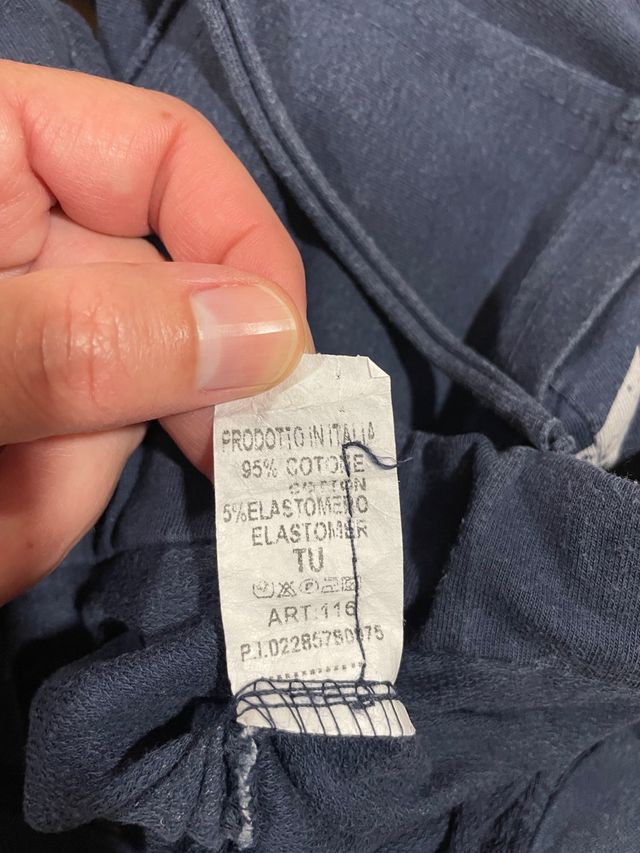 PRODOTTO IN ITALIA
95% COTONE
COTTON
5%ELASTOMERO
ELASTOMER
TU
ART.116